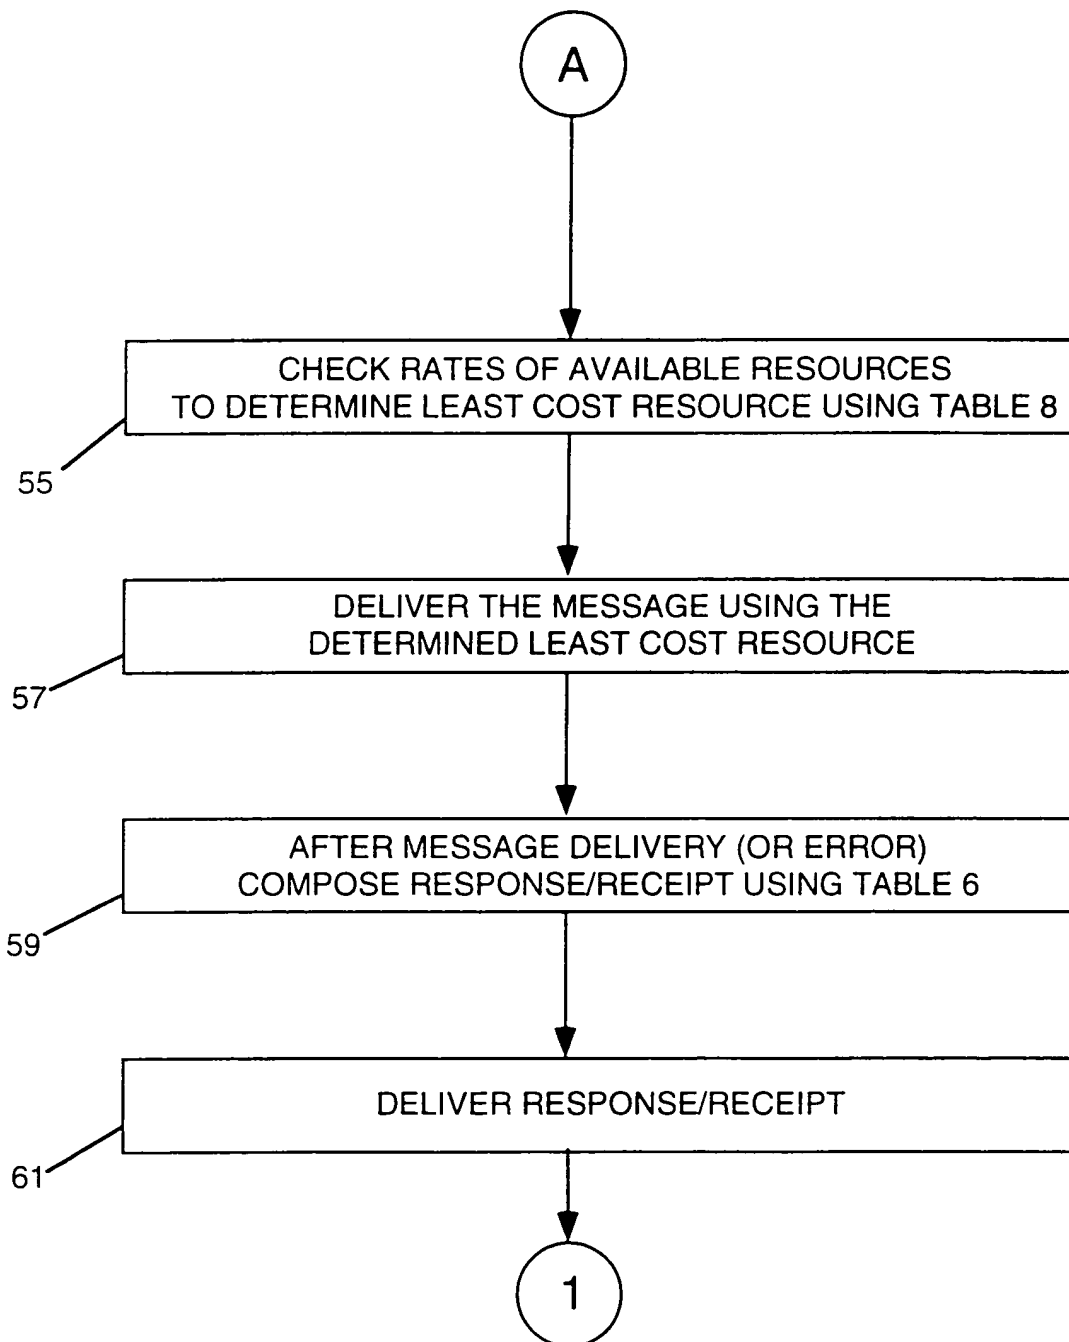 A
CHECK RATES OF AVAILABLE RESOURCES
TO DETERMINE LEAST COST RESOURCE USING TABLE 8
55
DELIVER THE MESSAGE USING THE
DETERMINED LEAST COST RESOURCE
57
AFTER MESSAGE DELIVERY (OR ERROR)
COMPOSE RESPONSE/RECEIPT USING TABLE 6
59
DELIVER RESPONSE/RECEIPT
61
1